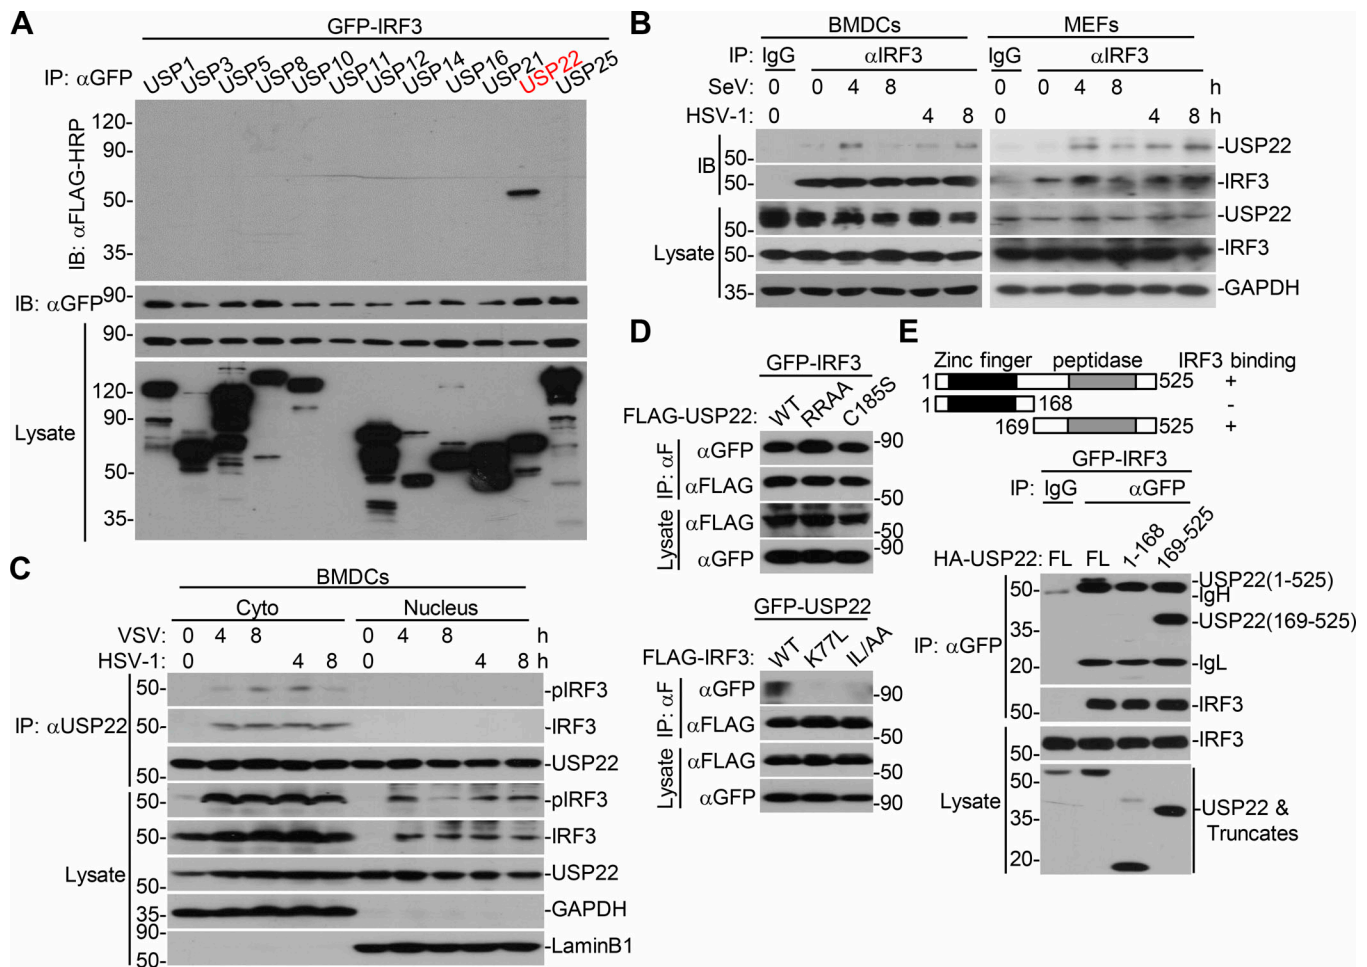 A
GFP-IRF3
IP: αGFP
USP1 USP3 USP5 USP8 USP10 USP11 USP12 USP14 USP16 USP21 USP22 USP25
IB: αFLAG-HRP
120-
90-
50-
35-
IB: αGFP
90-
90-
Lysate
120-
90-
50-
35-
B
BMDCs MEFs
IP: IgG αIRF3 IgG αIRF3
SeV: 0 0 4 8 0 0 4 8 h
HSV-1: 0 4 8 0 4 8 h
IB
50- -USP22
50- -IRF3
Lysate
50- -USP22
50- -IRF3
35- -GAPDH
C
BMDCs
Cyto Nucleus
VSV: 0 4 8 0 4 8 h
HSV-1: 0 4 8 0 4 8 h
IP: αUSP22
50- -pIRF3
50- -IRF3
50- -USP22
Lysate
50- -pIRF3
50- -IRF3
50- -USP22
35- -GAPDH
90-
50- -LaminB1
D
GFP-IRF3
FLAG-USP22: WT RRAA C185S
IP: αF
αGFP -90
αFLAG -50
Lysate
αFLAG -50
αGFP -90
GFP-USP22
FLAG-IRF3: WT K77L IL/AA
IP: αF
αGFP -90
αFLAG
Lysate
αFLAG -50
αGFP -90
E
Zinc finger peptidase IRF3 binding
1 525 +
1 168 -
169 525 +
GFP-IRF3
IP: IgG αGFP
HA-USP22: FL FL 1-168 169-525
IP: αGFP
50- -USP22(1-525)
-IgH
35- -USP22(169-525)
20- -IgL
50- -IRF3
Lysate
50- -IRF3
50-
35- -USP22 &
Truncates
20-